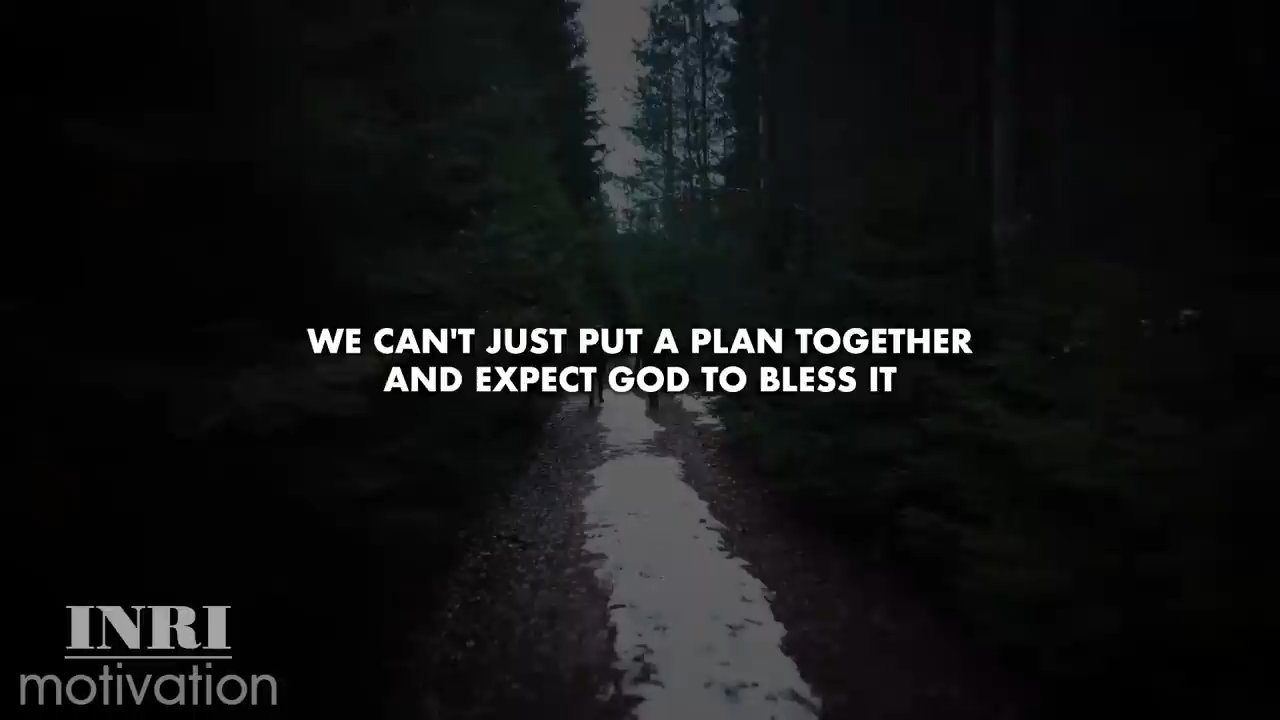 WE CAN'T JUST PUT A PLAN TOGETHER
AND EXPECT GOD TO BLESS IT
INRI
motivation